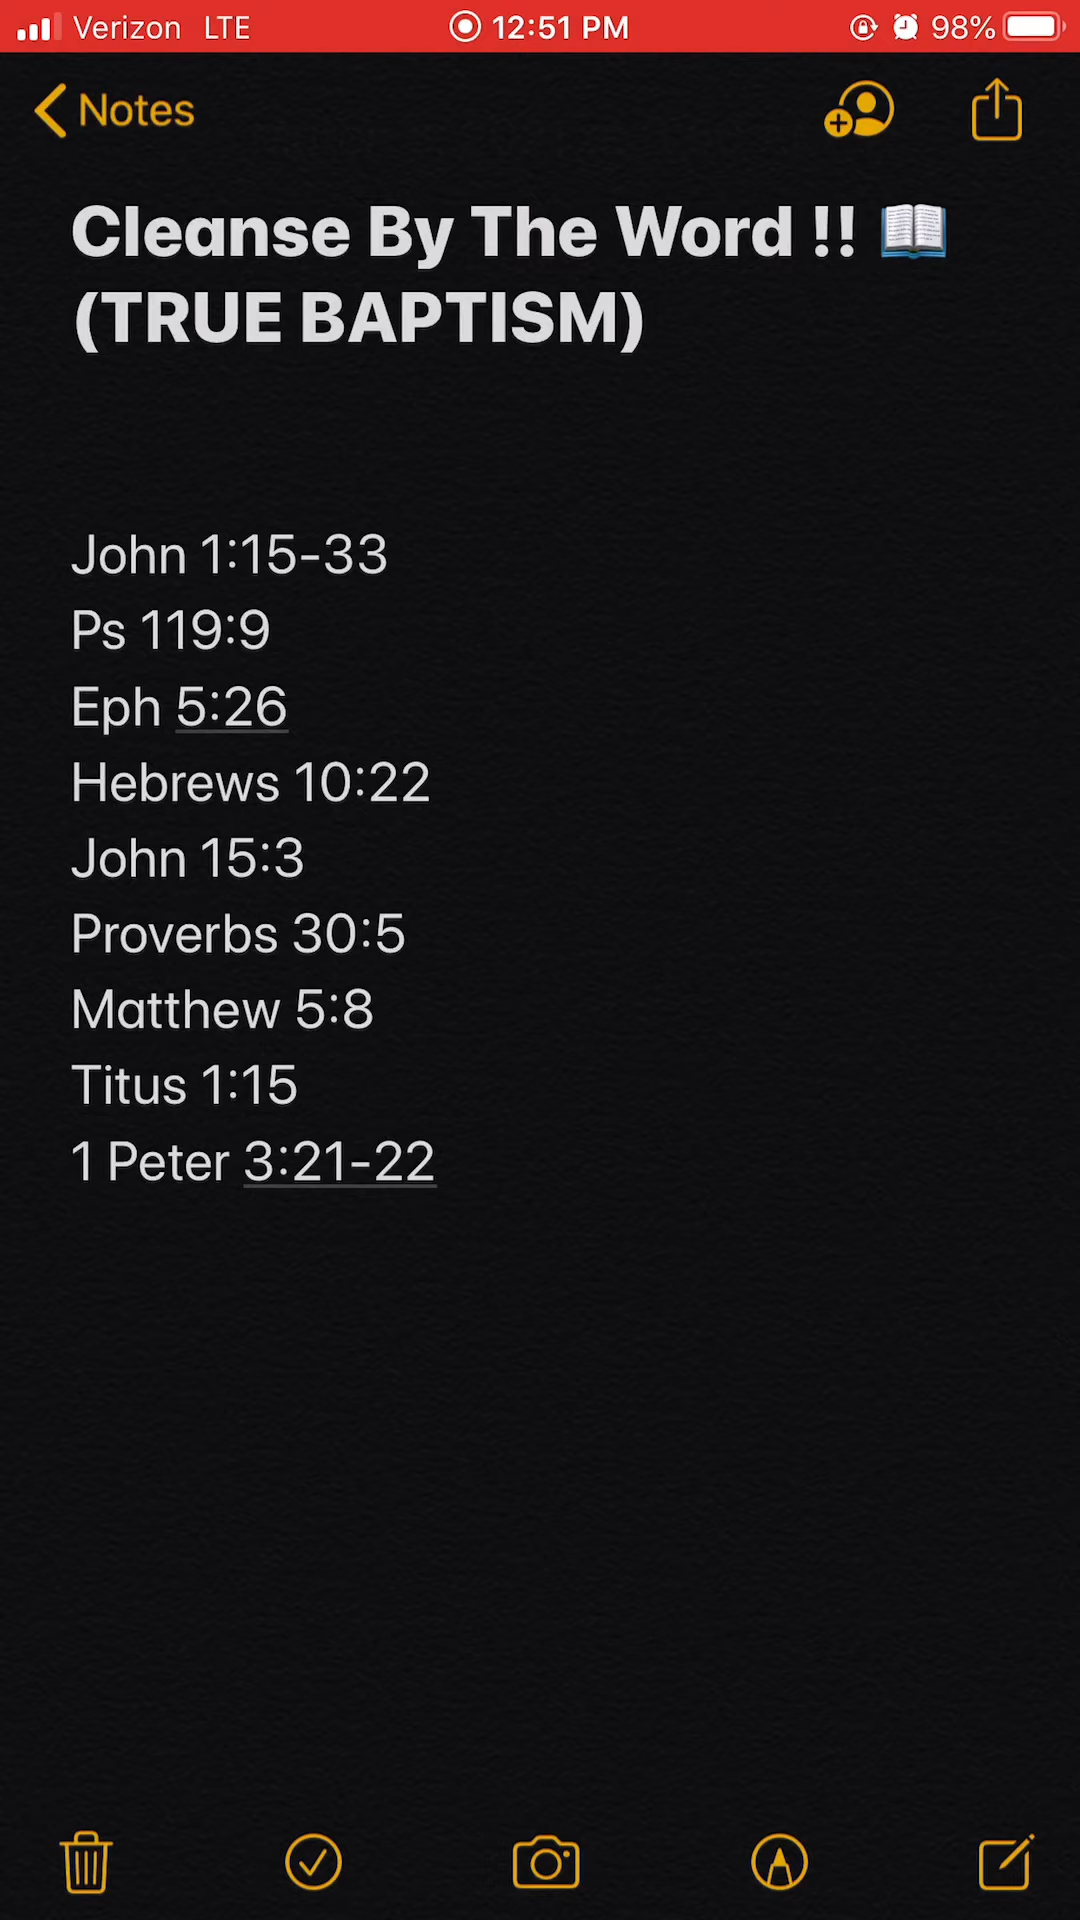 Verizon LTE 12:51 PM 98%
Notes
Cleanse By The Word !! 📖
(TRUE BAPTISM)
John 1:15-33
Ps 119:9
Eph 5:26
Hebrews 10:22
John 15:3
Proverbs 30:5
Matthew 5:8
Titus 1:15
1 Peter 3:21-22